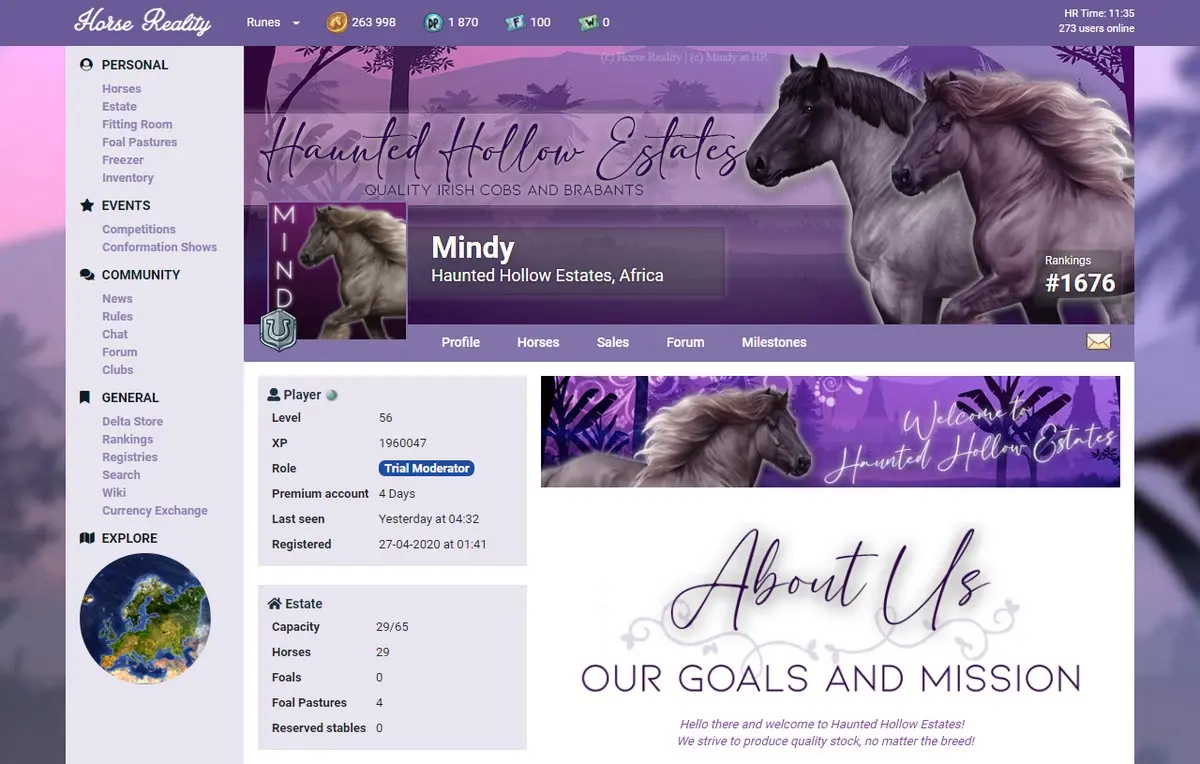 Horse Reality
Runes
263 998
1 870
100
0
HR Time: 11:35
273 users online
PERSONAL
Horses
Estate
Fitting Room
Foal Pastures
Freezer
Inventory
EVENTS
Competitions
Conformation Shows
COMMUNITY
News
Rules
Chat
Forum
Clubs
GENERAL
Delta Store
Rankings
Registries
Search
Wiki
Currency Exchange
EXPLORE
(c) Horse Reality | (c) Mindy at HR
Haunted Hollow Estates
QUALITY IRISH COBS AND BRABANTS
MIND
Mindy
Haunted Hollow Estates, Africa
Rankings
#1676
Profile
Horses
Sales
Forum
Milestones
Player
Level 56
XP 1960047
Role Trial Moderator
Premium account 4 Days
Last seen Yesterday at 04:32
Registered 27-04-2020 at 01:41
Estate
Capacity 29/65
Horses 29
Foals 0
Foal Pastures 4
Reserved stables 0
Welcome to
Haunted Hollow Estates
About Us
OUR GOALS AND MISSION
Hello there and welcome to Haunted Hollow Estates!
We strive to produce quality stock, no matter the breed!